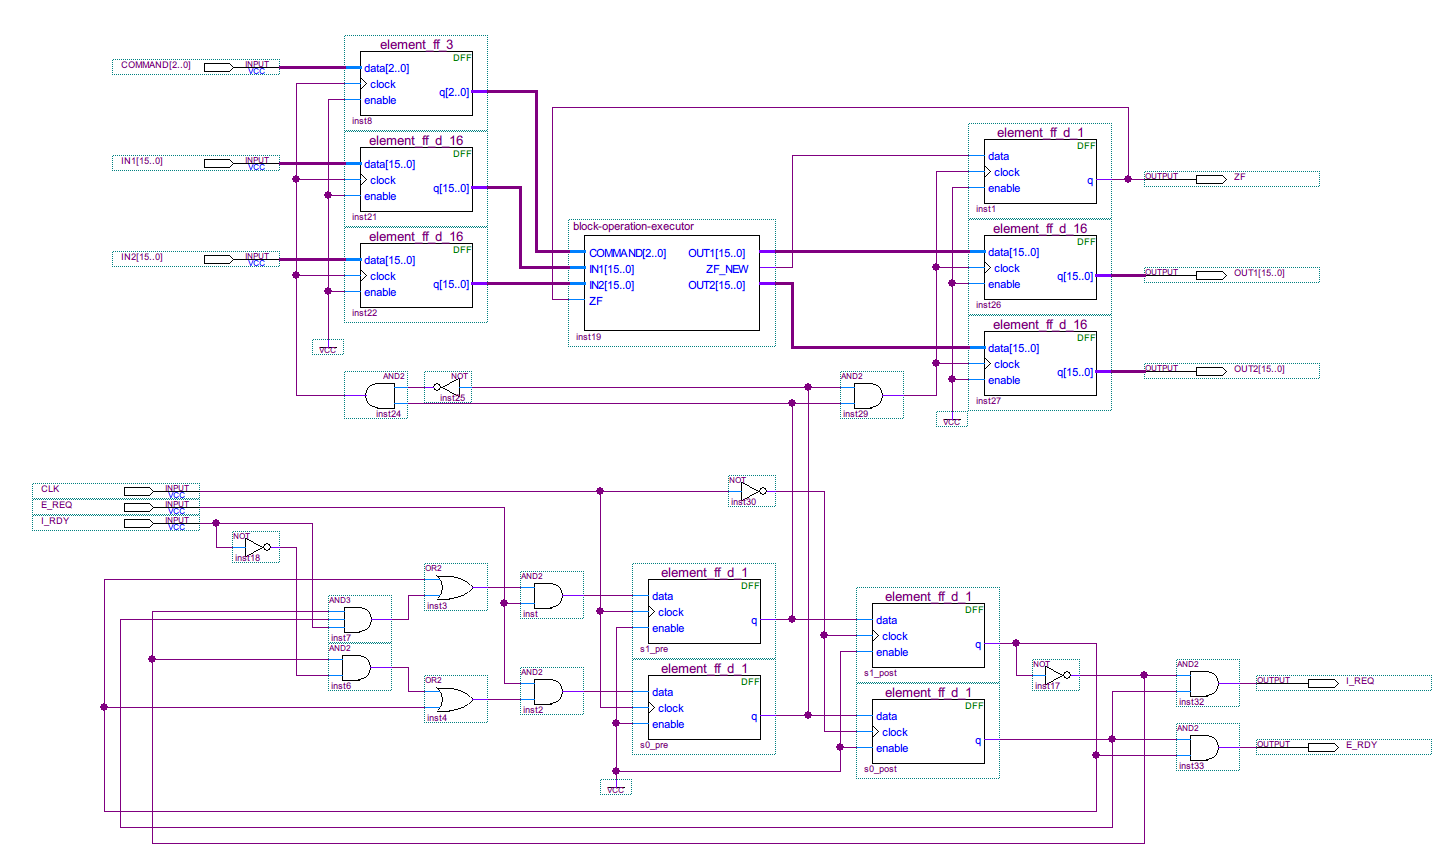 element_ff_3
DFF
COMMAND[2..0]
INPUT
VCC
data[2..0]
clock
q[2..0]
enable
inst8
element_ff_d_16
DFF
IN1[15..0]
INPUT
VCC
data[15..0]
clock
q[15..0]
enable
inst21
element_ff_d_16
DFF
IN2[15..0]
INPUT
VCC
data[15..0]
clock
q[15..0]
enable
inst22
VCC
block-operation-executor
COMMAND[2..0] OUT1[15..0]
IN1[15..0] ZF_NEW
IN2[15..0] OUT2[15..0]
ZF
inst19
element_ff_d_1
DFF
data
clock
q
enable
inst1
OUTPUT ZF
element_ff_d_16
DFF
data[15..0]
clock
q[15..0]
enable
inst26
OUTPUT OUT1[15..0]
element_ff_d_16
DFF
data[15..0]
clock
q[15..0]
enable
inst27
OUTPUT OUT2[15..0]
VCC
AND2
inst24
NOT
inst25
AND2
inst29
CLK
INPUT
VCC
E_REQ
INPUT
VCC
I_RDY
INPUT
VCC
NOT
inst18
NOT
inst30
OR2
inst3
AND2
inst
AND3
inst7
AND2
inst6
OR2
inst4
AND2
inst2
element_ff_d_1
DFF
data
clock
q
enable
s1_pre
element_ff_d_1
DFF
data
clock
q
enable
s0_pre
VCC
element_ff_d_1
DFF
data
clock
q
enable
s1_post
element_ff_d_1
DFF
data
clock
q
enable
s0_post
NOT
inst17
AND2
inst32
OUTPUT I_REQ
AND2
inst33
OUTPUT E_RDY